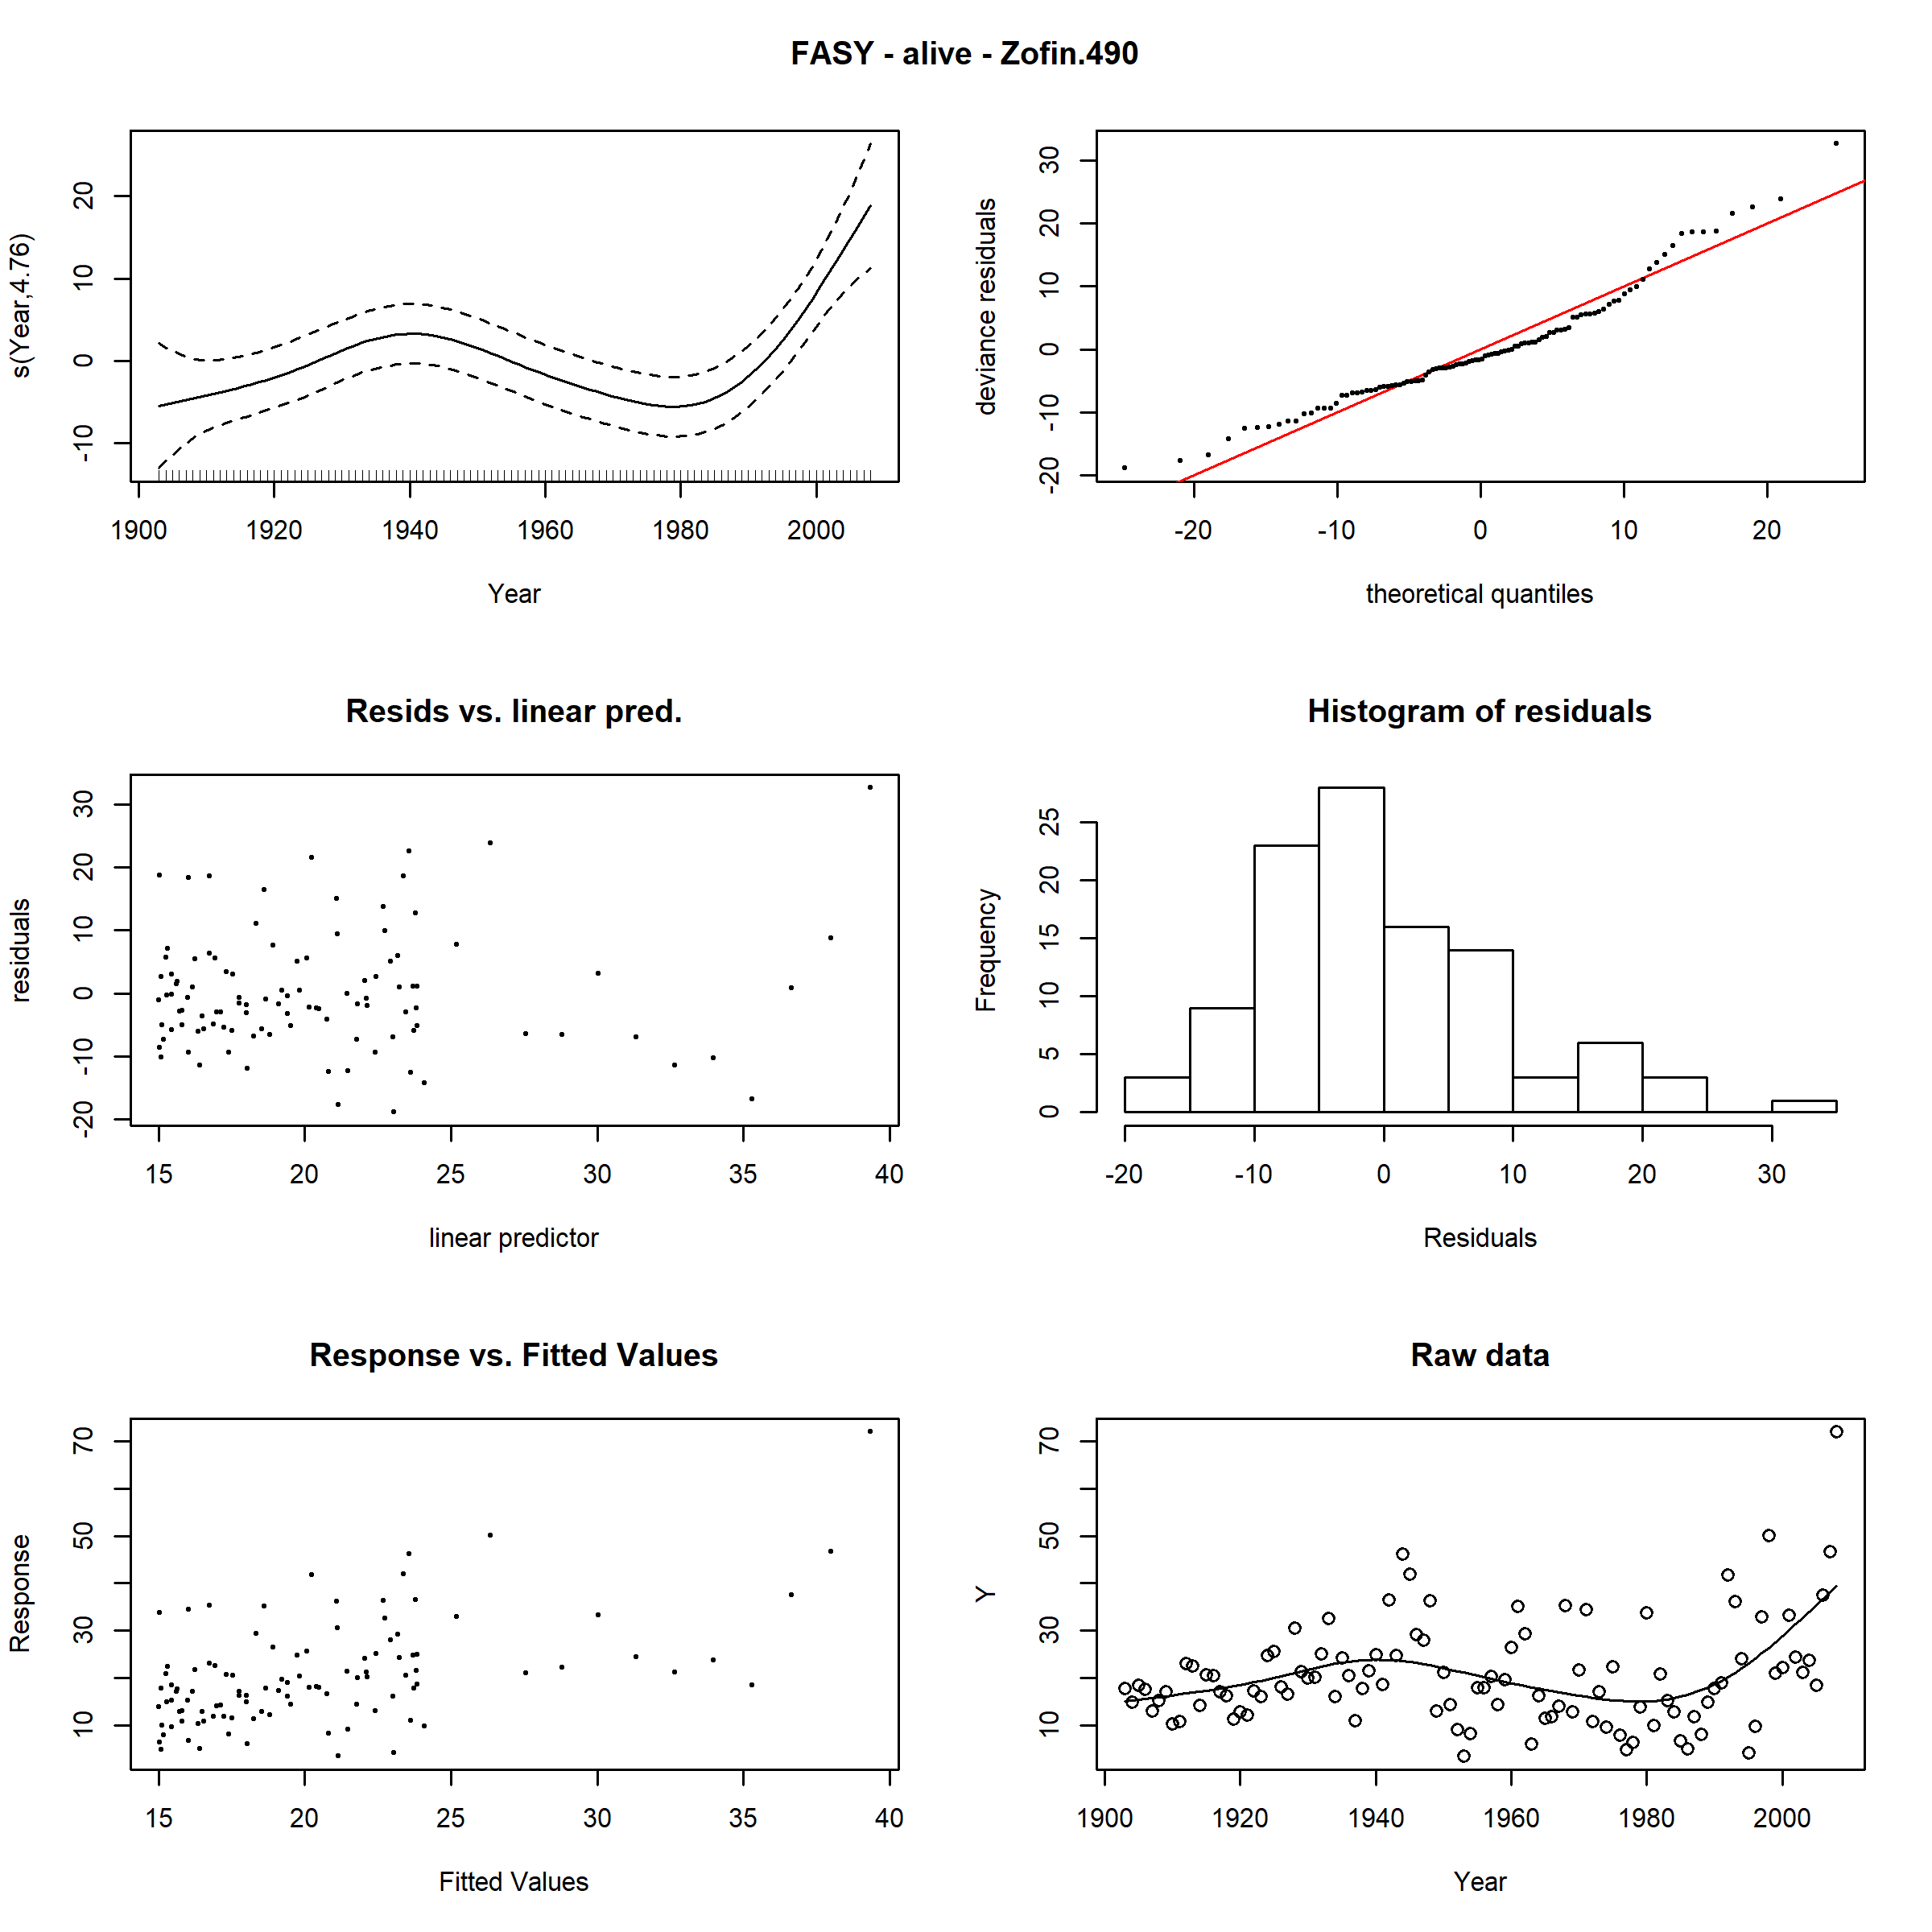 FASY - alive - Zofin.490
s(Year,4.76)
20
10
0
-10
1900 1920 1940 1960 1980 2000
Year
deviance residuals
30
20
10
0
-10
-20
-20 -10 0 10 20
theoretical quantiles
Resids vs. linear pred.
residuals
30
20
10
0
-10
-20
15 20 25 30 35 40
linear predictor
Histogram of residuals
Frequency
25
20
15
10
5
0
-20 -10 0 10 20 30
Residuals
Response vs. Fitted Values
Response
70
50
30
10
15 20 25 30 35 40
Fitted Values
Raw data
Y
70
50
30
10
1900 1920 1940 1960 1980 2000
Year